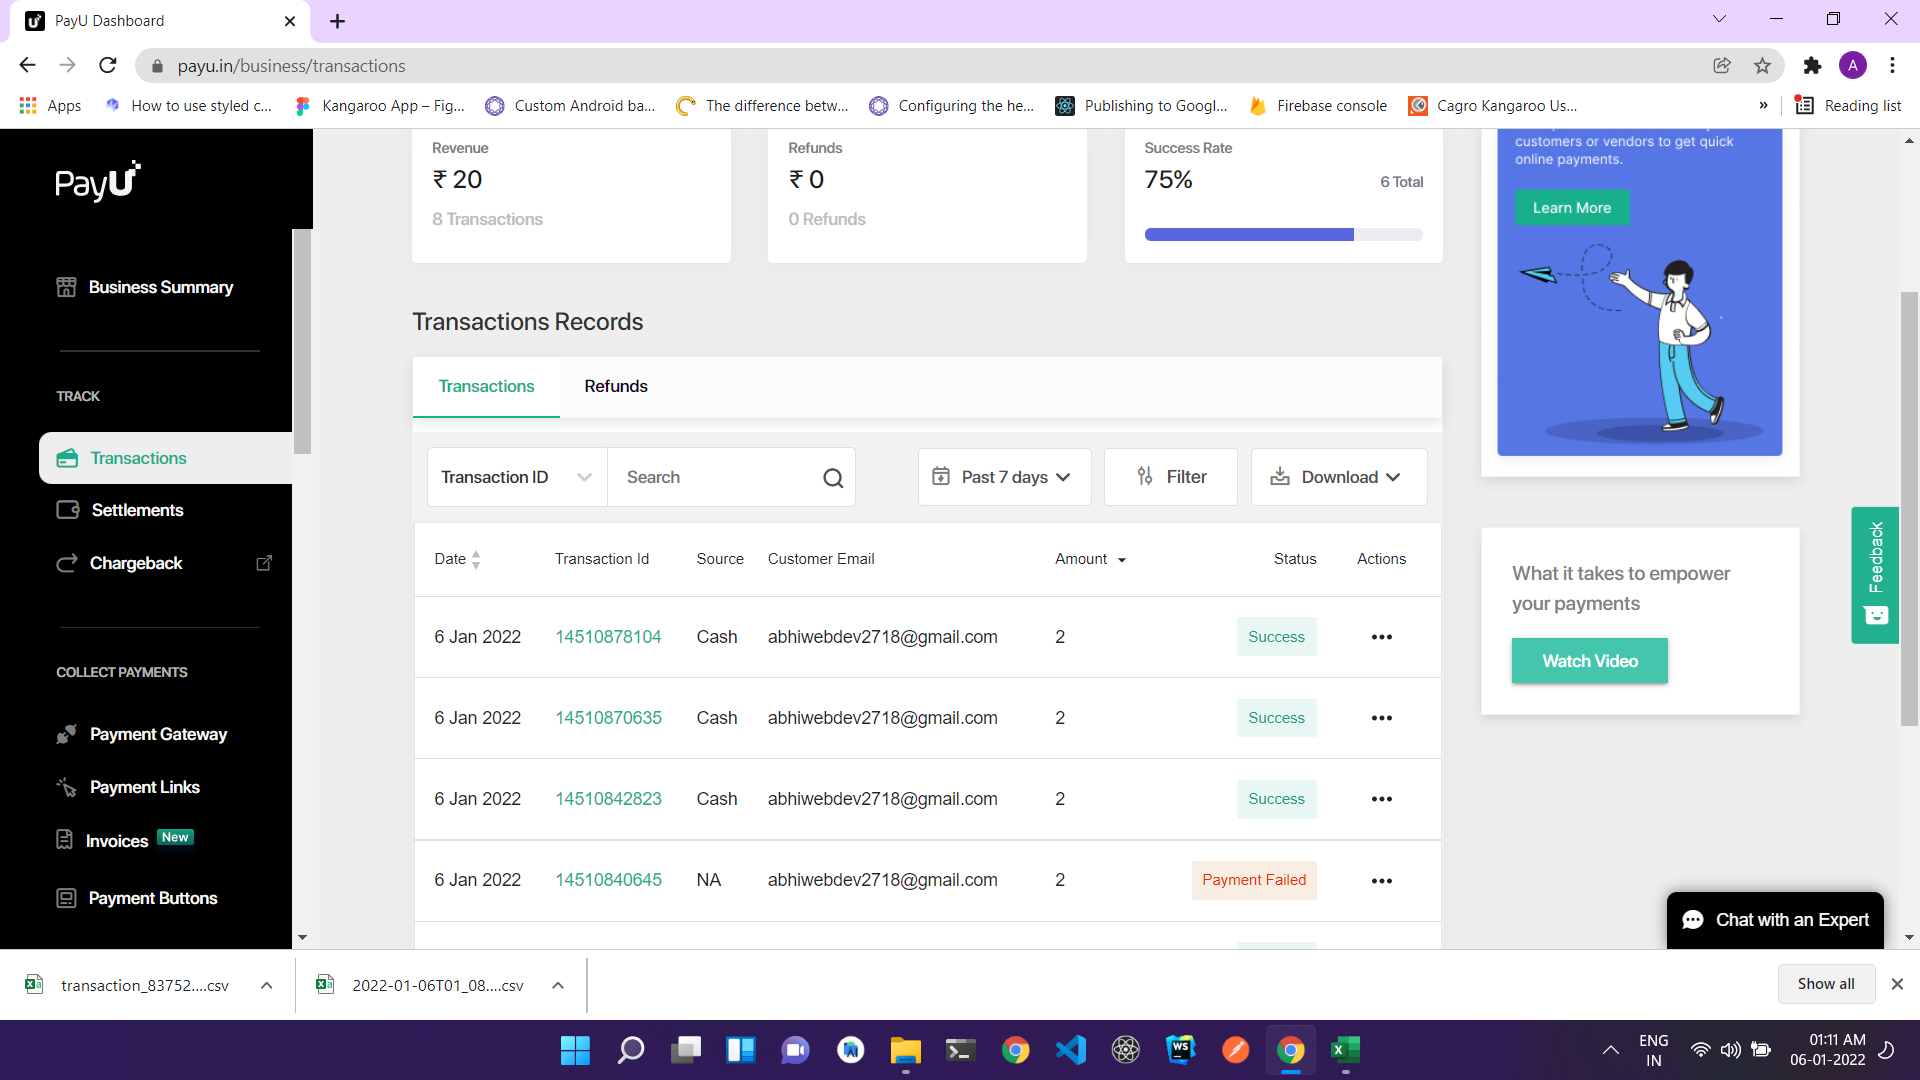 PayU Dashboard
payu.in/business/transactions
A
Apps
How to use styled c...
Kangaroo App – Fig...
Custom Android ba...
The difference betw...
Configuring the he...
Publishing to Googl...
Firebase console
Cagro Kangaroo Us...
»
Reading list
PayU
Business Summary
TRACK
Transactions
Settlements
Chargeback
COLLECT PAYMENTS
Payment Gateway
Payment Links
Invoices New
Payment Buttons
Revenue
₹ 20
8 Transactions
Refunds
₹ 0
0 Refunds
Success Rate
75%
6 Total
customers or vendors to get quick
online payments.
Learn More
Transactions Records
Transactions
Refunds
Transaction ID
Search
Past 7 days
Filter
Download
Date Transaction Id Source Customer Email Amount Status Actions
6 Jan 2022 14510878104 Cash abhiwebdev2718@gmail.com 2 Success
6 Jan 2022 14510870635 Cash abhiwebdev2718@gmail.com 2 Success
6 Jan 2022 14510842823 Cash abhiwebdev2718@gmail.com 2 Success
6 Jan 2022 14510840645 NA abhiwebdev2718@gmail.com 2 Payment Failed
What it takes to empower
your payments
Watch Video
Feedback
Chat with an Expert
transaction_83752....csv
2022-01-06T01_08....csv
Show all
WS
ENG
IN
01:11 AM
06-01-2022